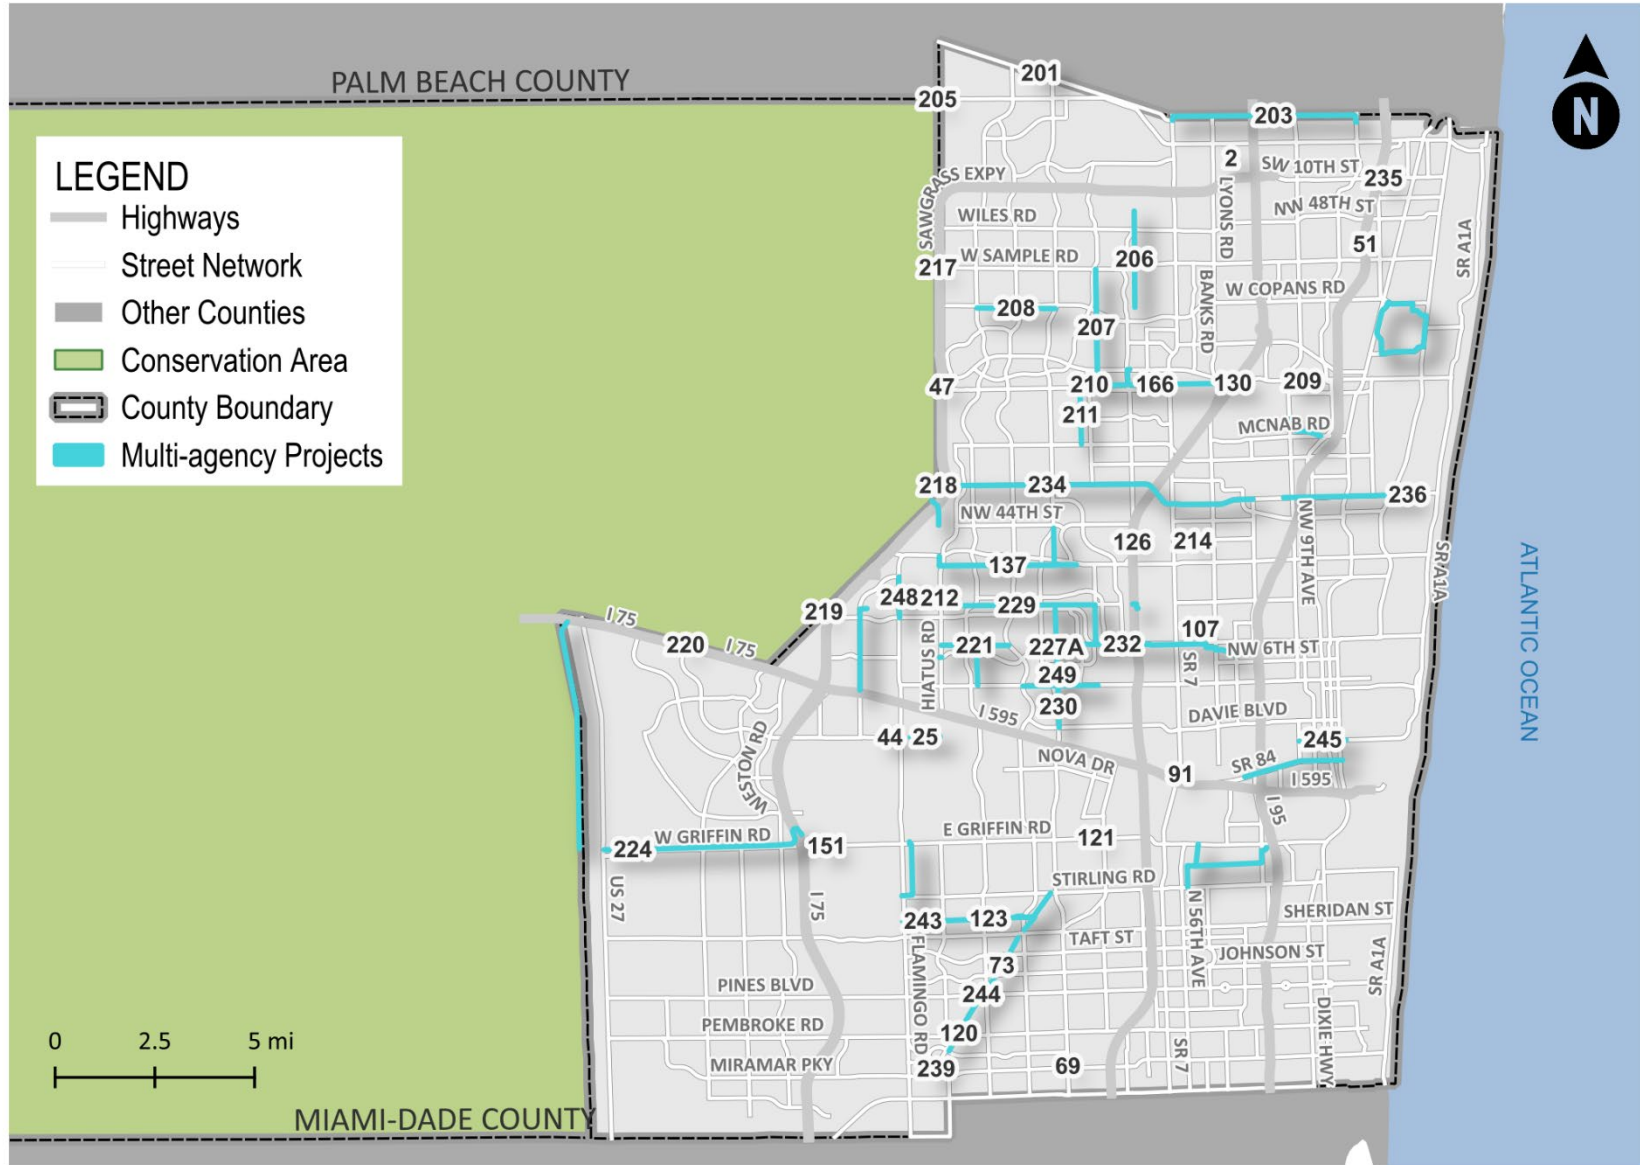 PALM BEACH COUNTY
201
205
203
N
LEGEND
Highways
Street Network
Other Counties
Conservation Area
County Boundary
Multi-agency Projects
2
SW 10TH ST
235
SAWGRASS EXPY
LYONS RD
NW 48TH ST
WILES RD
51
SR A1A
W SAMPLE RD
206
217
BANKS RD
W COPANS RD
208
207
47
210
166
130
209
211
MCNAB RD
218
234
236
NW 44TH ST
NW 9TH AVE
126
214
137
SR A1A
ATLANTIC OCEAN
248
212
229
219
I 75
220
I 75
HIATUS RD
221
227A
232
107
NW 6TH ST
SR 7
249
230
I 595
DAVIE BLVD
44
25
245
WESTON RD
NOVA DR
91
SR 84
I 595
I 95
W GRIFFIN RD
E GRIFFIN RD
224
151
121
STIRLING RD
US 27
I 75
N 56TH AVE
243
123
SHERIDAN ST
FLAMINGO RD
TAFT ST
JOHNSON ST
SR A1A
73
PINES BLVD
244
PEMBROKE RD
120
DIXIE HWY
MIRAMAR PKY
239
69
SR 7
0 2.5 5 mi
MIAMI-DADE COUNTY